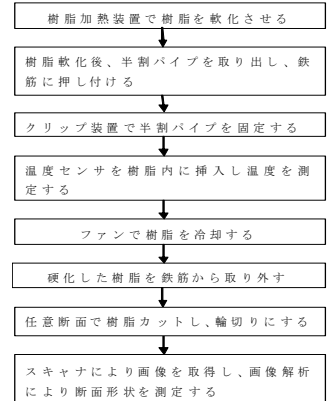 樹脂加熱装置で樹脂を軟化させる
樹脂軟化後、半割パイプを取り出し、鉄
筋に押し付ける
クリップ装置で半割パイプを固定する
温度センサを樹脂内に挿入し温度を測
定する
ファンで樹脂を冷却する
硬化した樹脂を鉄筋から取り外す
任意断面で樹脂カットし、輪切りにする
スキャナにより画像を取得し、画像解析
により断面形状を測定する